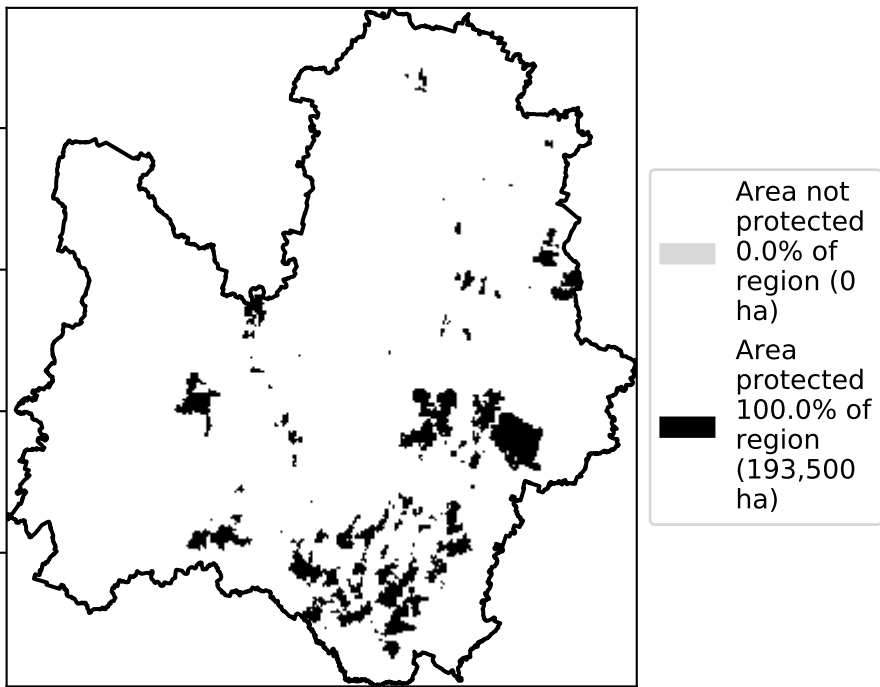 Area not
protected
0.0% of
region (0
ha)
Area
protected
100.0% of
region
(193,500
ha)